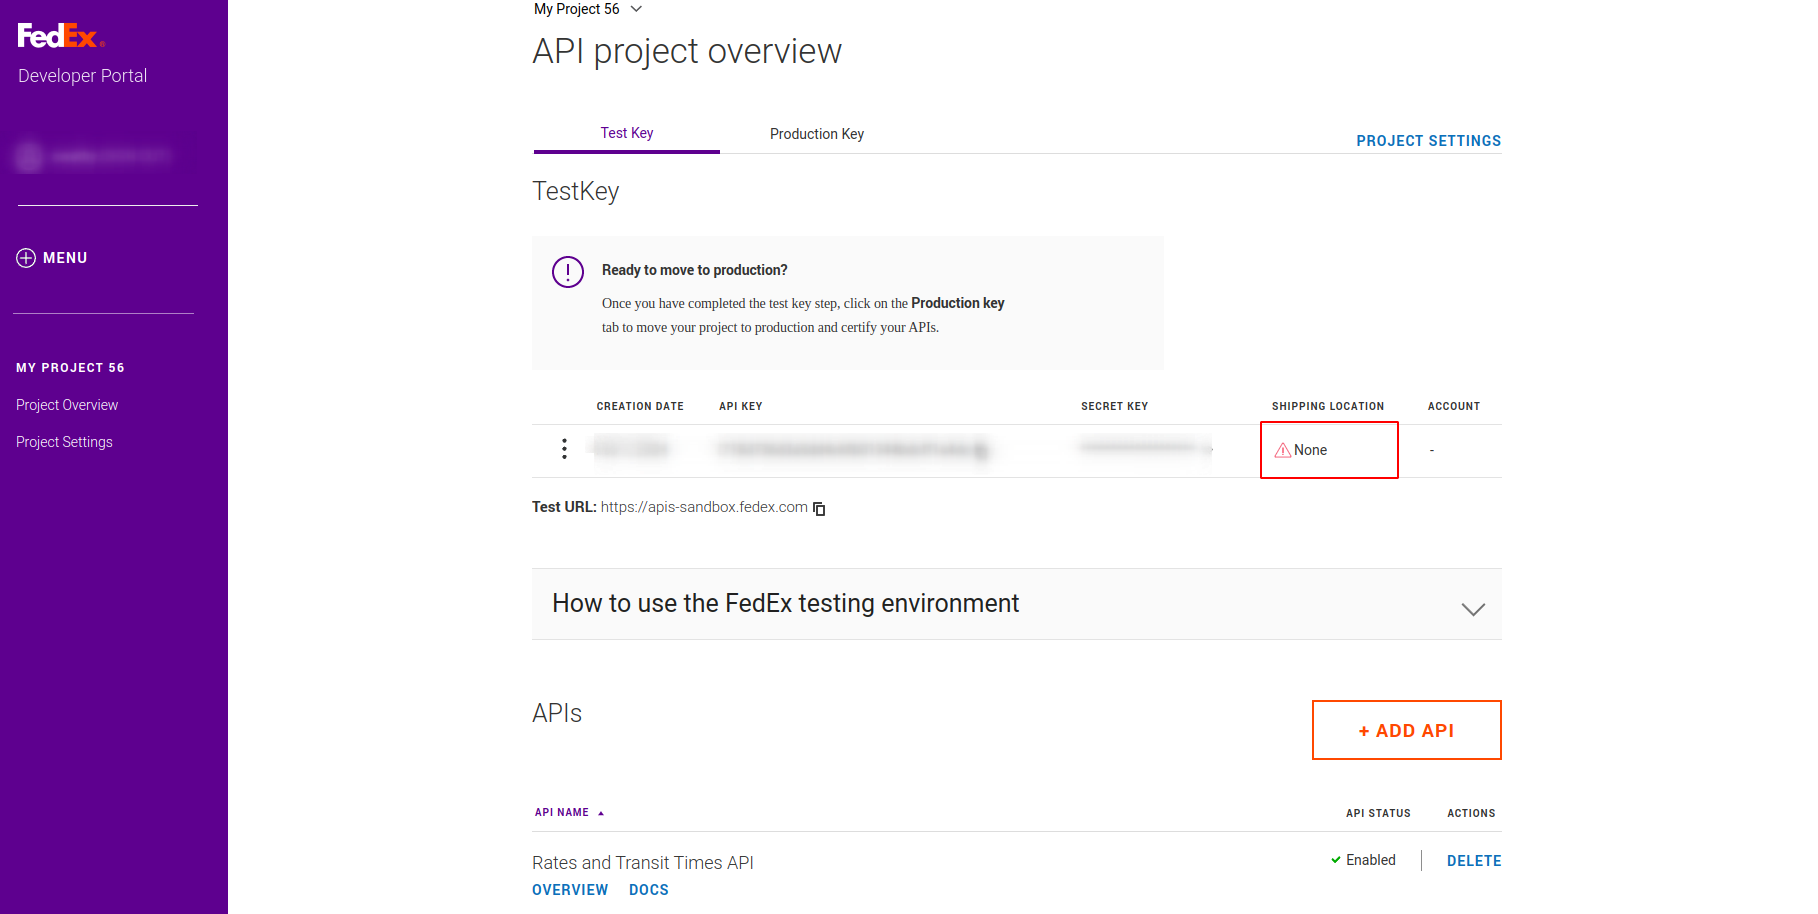 FedEx®
Developer Portal
MENU
MY PROJECT 56
Project Overview
Project Settings
My Project 56
API project overview
Test Key
Production Key
PROJECT SETTINGS
TestKey
Ready to move to production?
Once you have completed the test key step, click on the Production key
tab to move your project to production and certify your APIs.
CREATION DATE API KEY SECRET KEY SHIPPING LOCATION ACCOUNT
None -
Test URL: https://apis-sandbox.fedex.com
How to use the FedEx testing environment
APIs
+ ADD API
API NAME API STATUS ACTIONS
Rates and Transit Times API Enabled DELETE
OVERVIEW DOCS